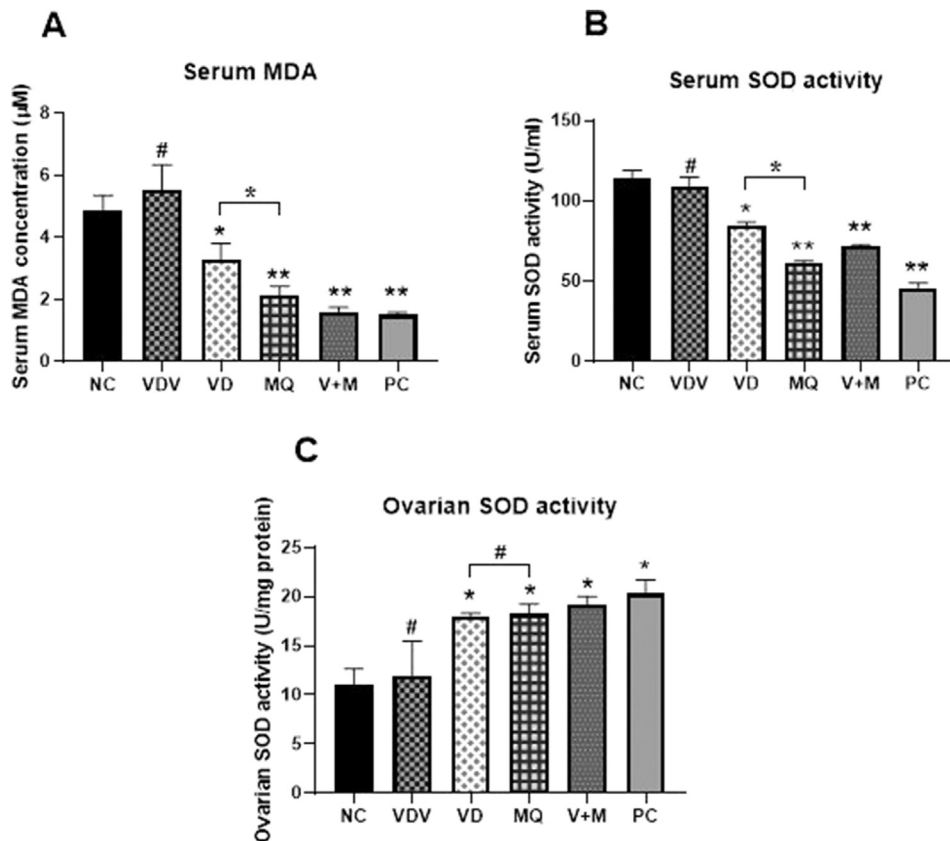 A
Serum MDA
Serum MDA concentration (µM)
8
6
4
2
0
#
*
*
**
**
**
NC VDV VD MQ V+M PC
B
Serum SOD activity
Serum SOD activity (U/ml)
150
100
50
0
#
*
*
**
**
**
NC VDV VD MQ V+M PC
C
Ovarian SOD activity
Ovarian SOD activity (U/mg protein)
25
20
15
10
5
0
#
#
*
*
*
*
NC VDV VD MQ V+M PC